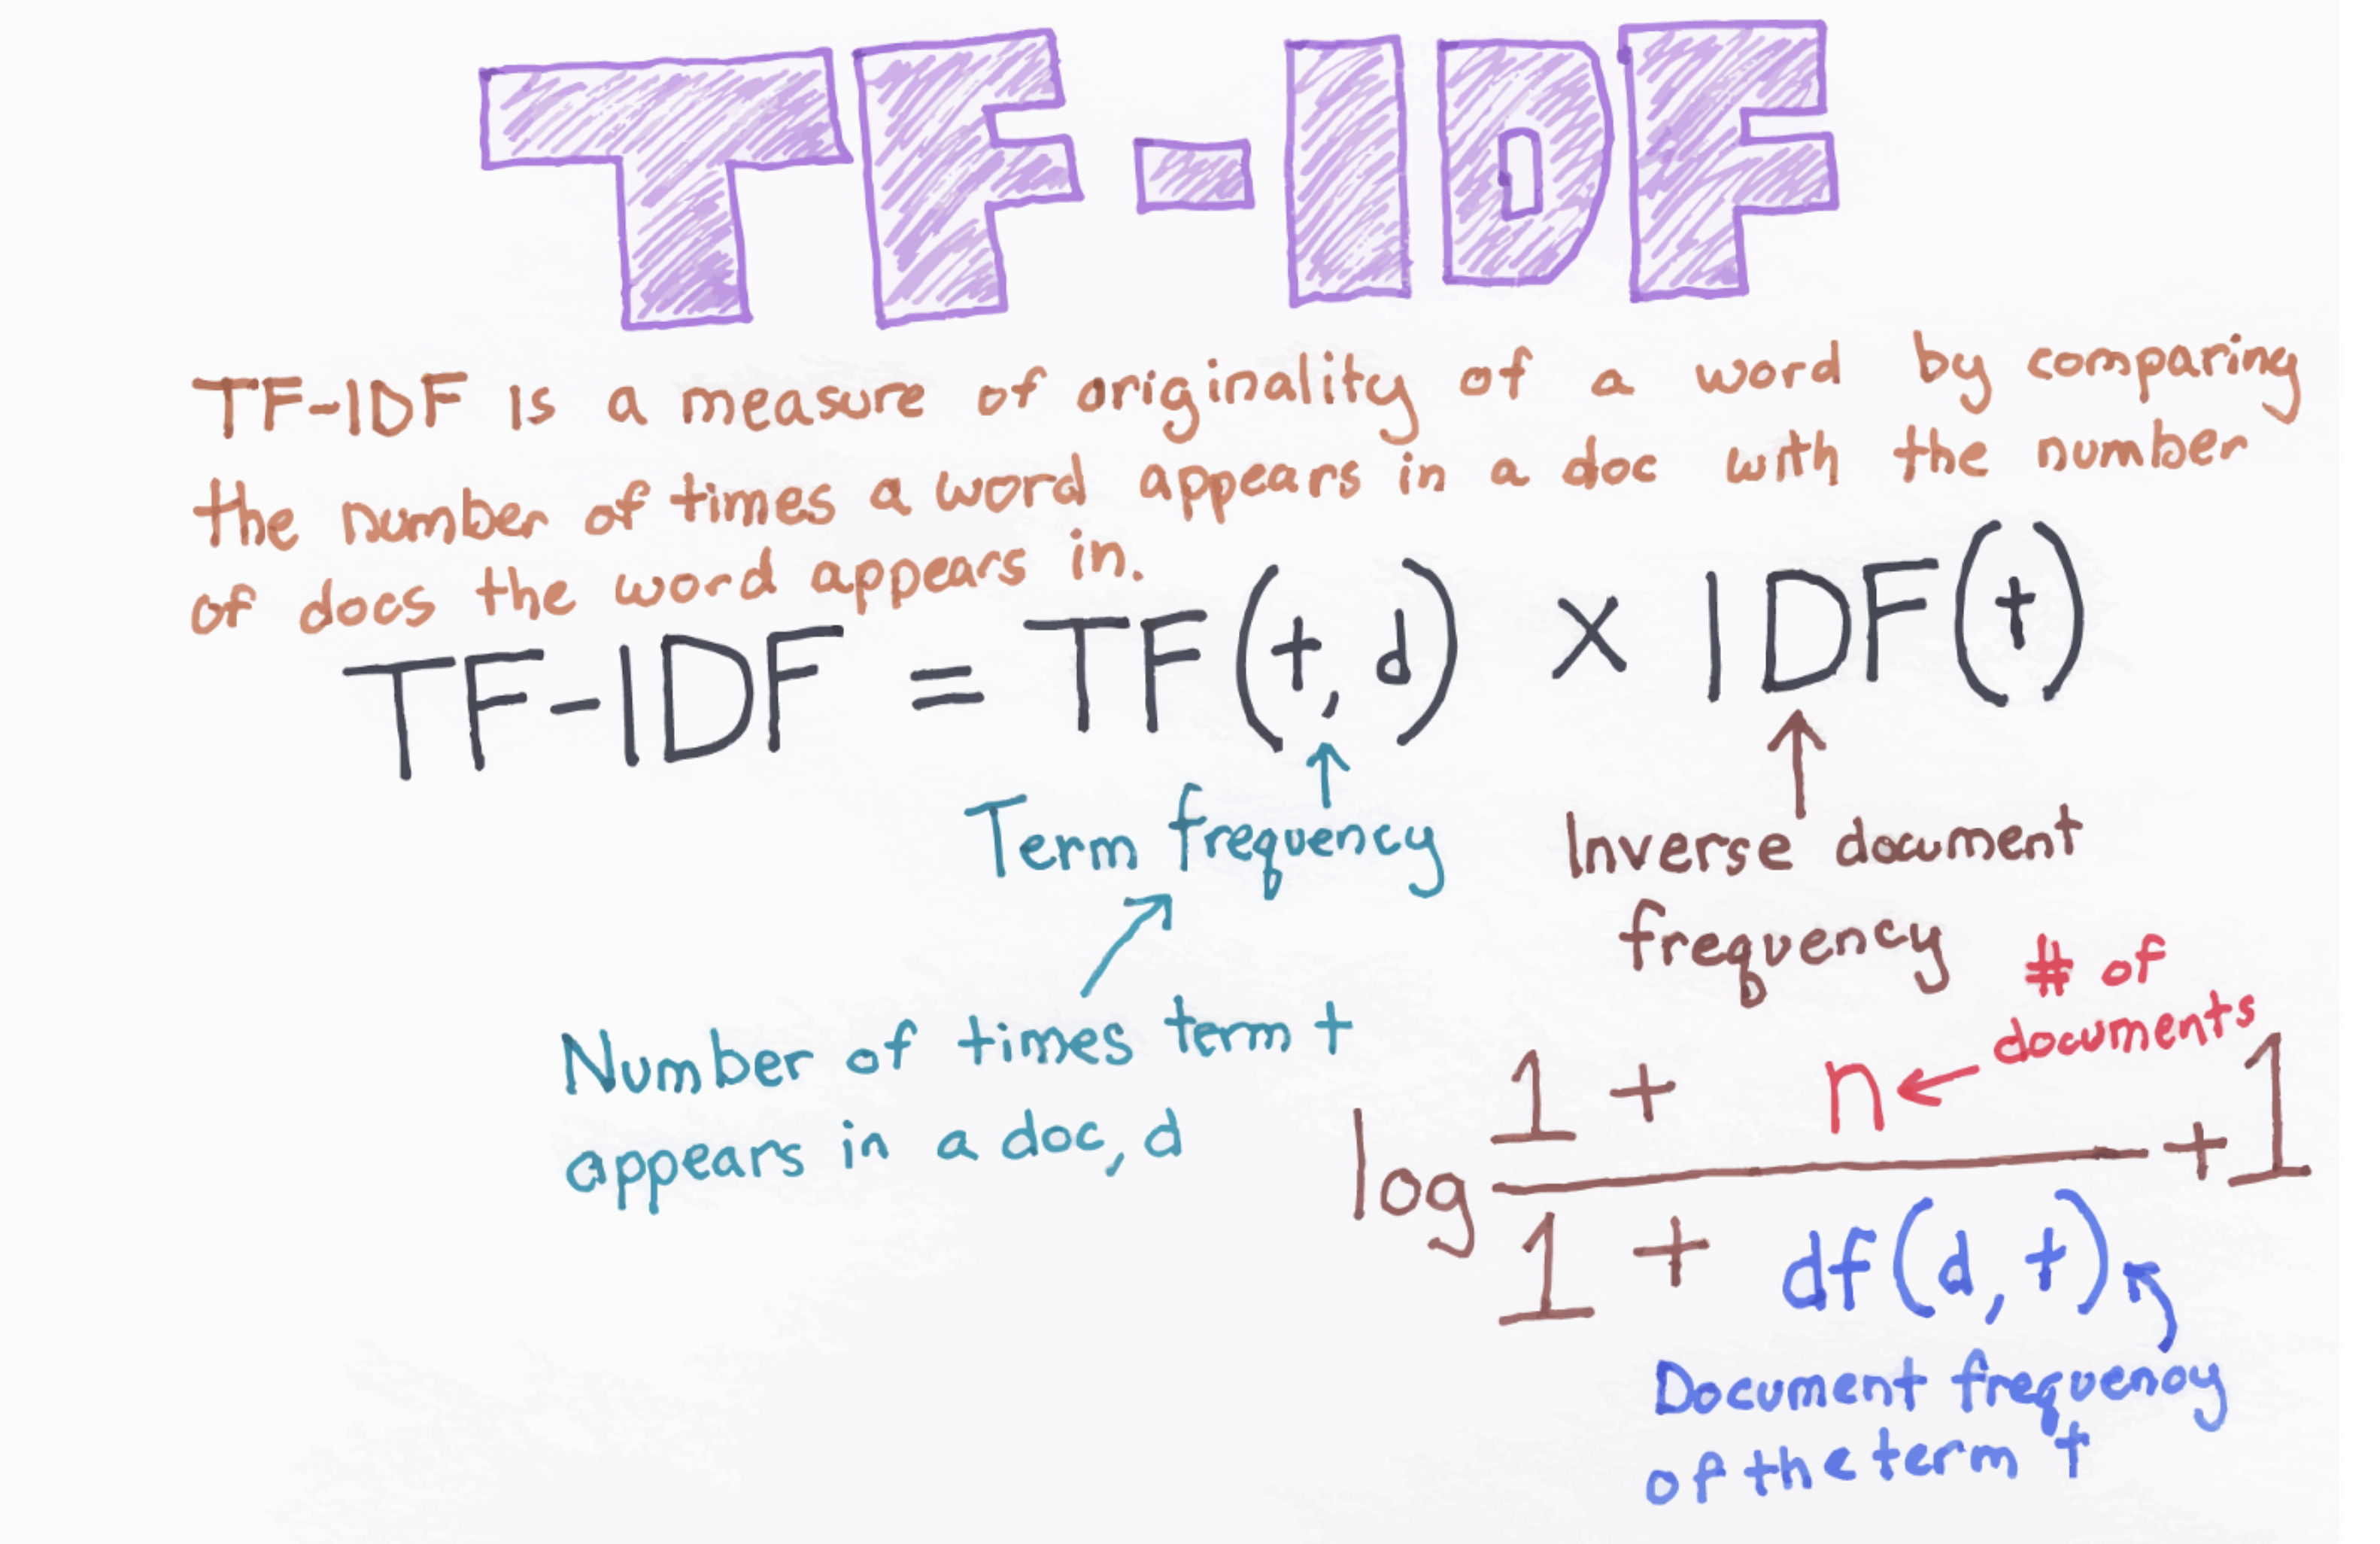 TF-IDF
TF-IDF is a measure of originality of a word by comparing
the number of times a word appears in a doc with the number
of docs the word appears in.
TF-IDF = TF(t, d) × IDF(t)
Term frequency
Inverse document
frequency
Number of times term t
appears in a doc, d
# of
documents
log 1 + n
+ 1
1 + df(d, t)
Document frequency
of the term t